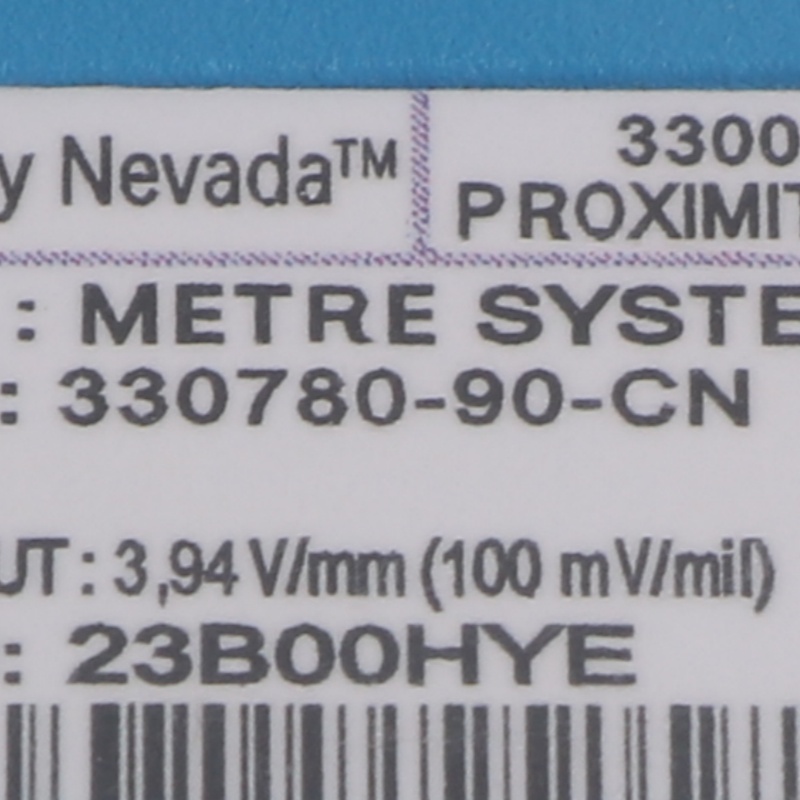 y Nevada™
3300
PROXIMIT
: METRE SYSTE
: 330780-90-CN
UT : 3,94 V/mm (100 mV/mil)
: 23B00HYE